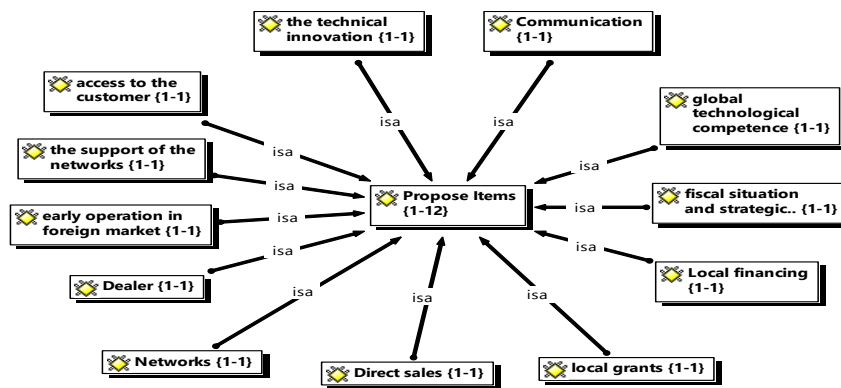 the technical
innovation {1-1}
Communication
{1-1}
access to the
customer {1-1}
isa
isa
global
technological
competence {1-1}
the support of the
networks {1-1}
isa
isa
isa
Propose Items
{1-12}
fiscal situation
and strategic.. {1-1}
isa
early operation in
foreign market {1-1}
isa
isa
isa
Dealer {1-1}
isa
Local financing
{1-1}
isa
isa
isa
Networks {1-1}
Direct sales {1-1}
local grants {1-1}